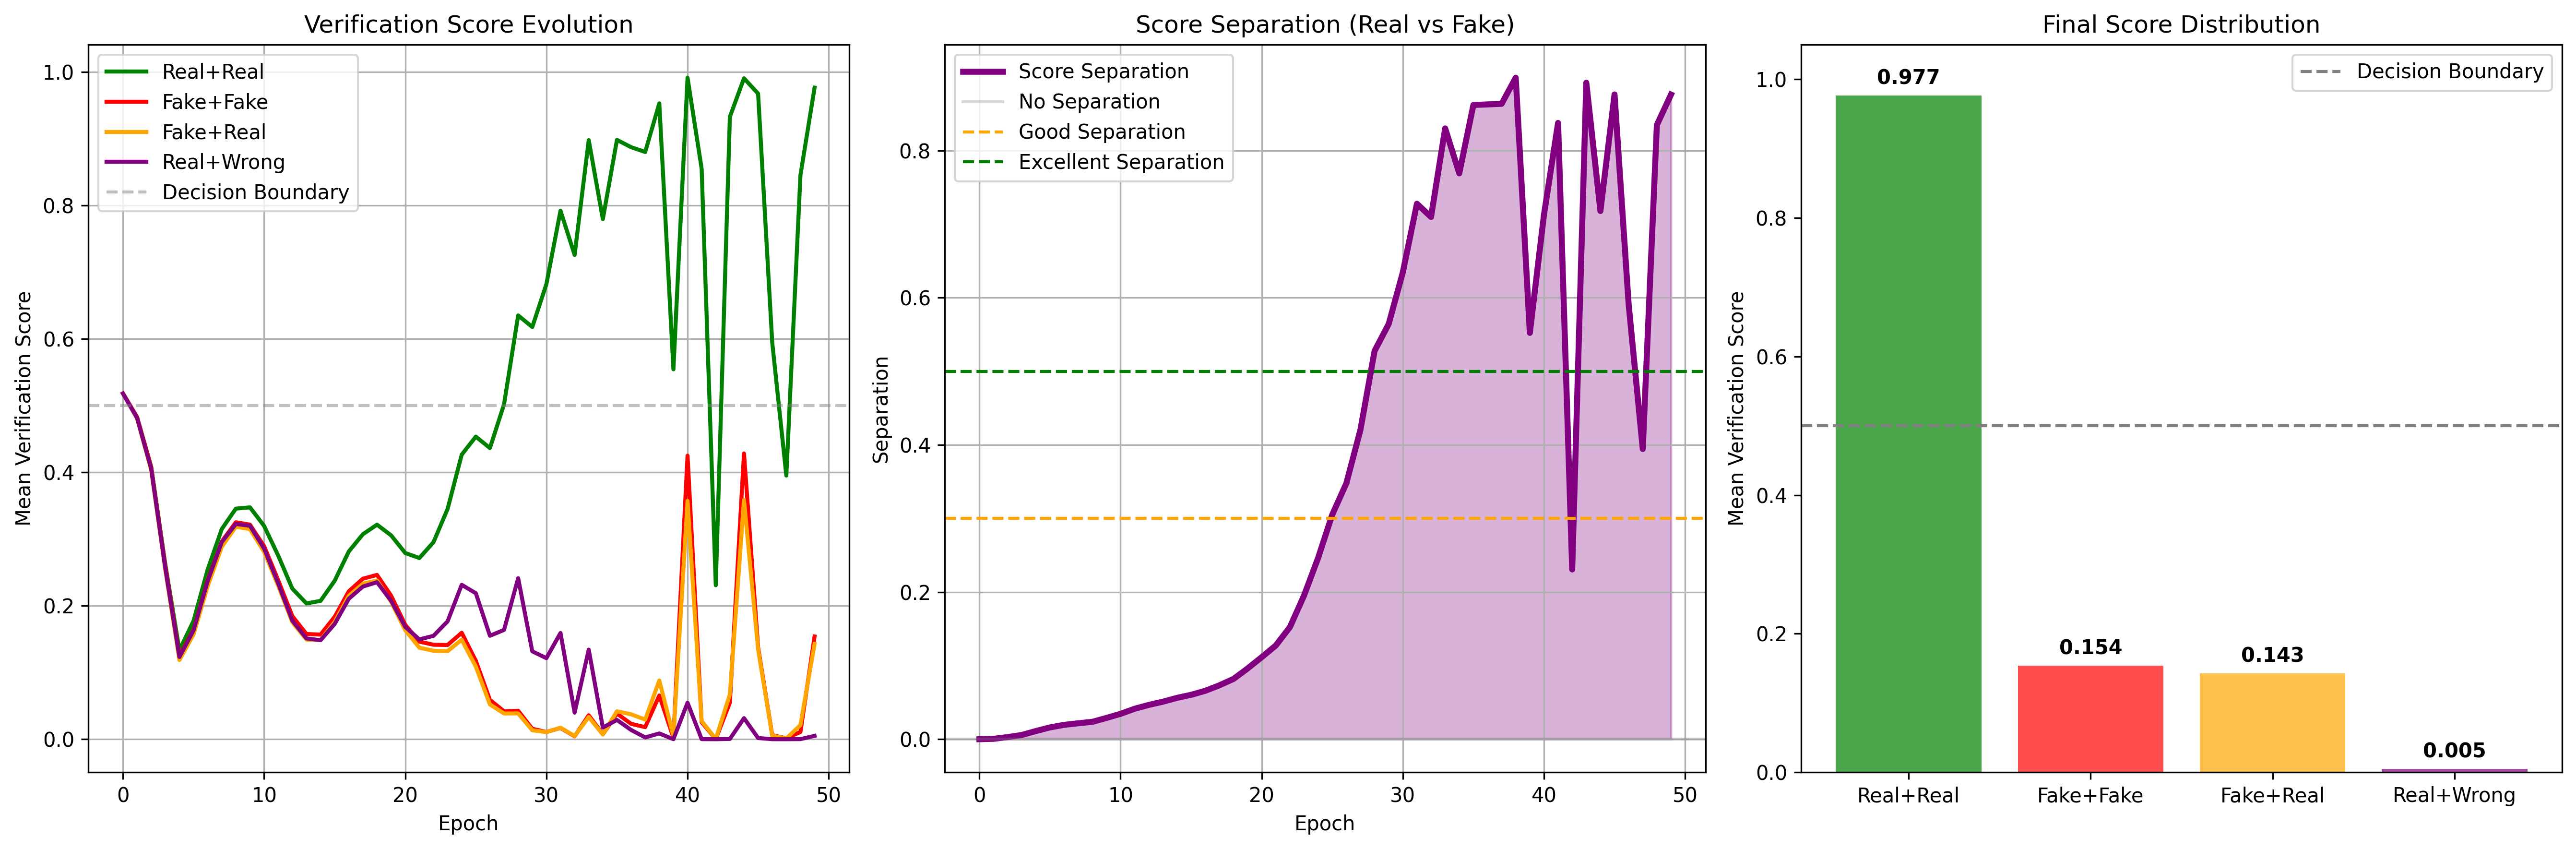 Verification Score Evolution
Real+Real
Fake+Fake
Fake+Real
Real+Wrong
Decision Boundary
Mean Verification Score
1.0
0.8
0.6
0.4
0.2
0.0
0 10 20 30 40 50
Epoch
Score Separation (Real vs Fake)
Score Separation
No Separation
Good Separation
Excellent Separation
Separation
0.8
0.6
0.4
0.2
0.0
0 10 20 30 40 50
Epoch
Final Score Distribution
Decision Boundary
Mean Verification Score
1.0
0.8
0.6
0.4
0.2
0.0
0.977
0.154
0.143
0.005
Real+Real Fake+Fake Fake+Real Real+Wrong